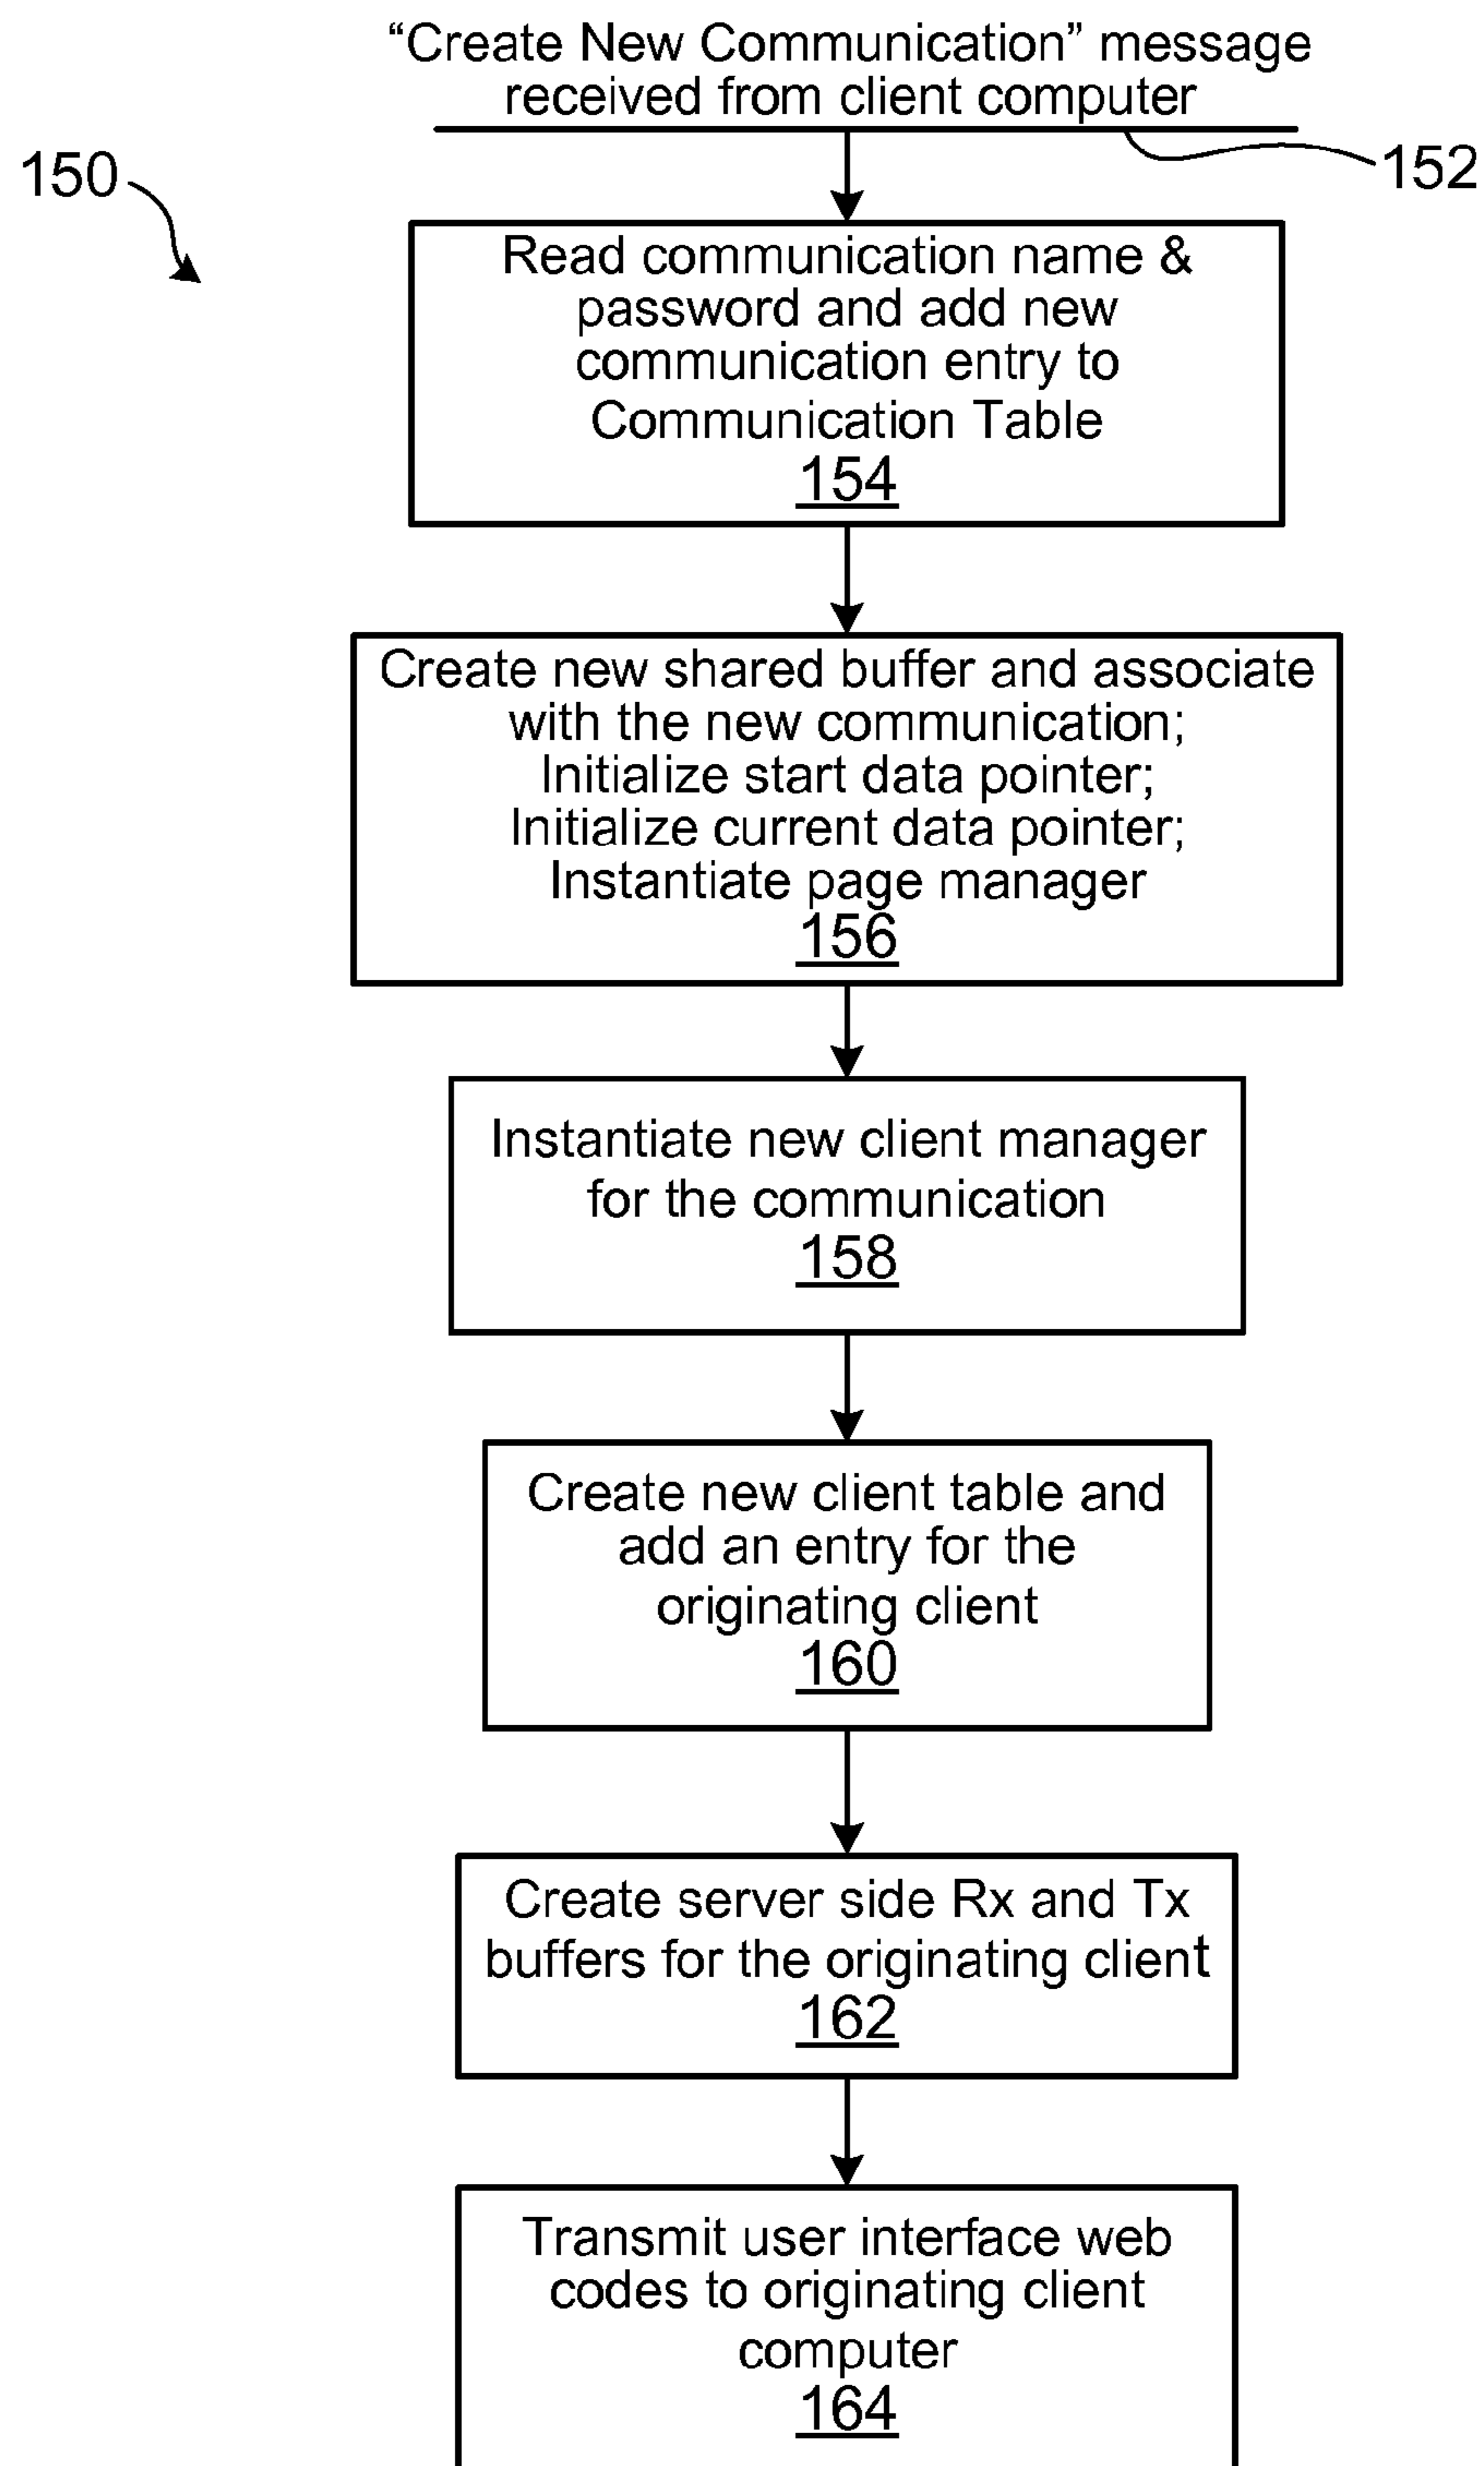 “Create New Communication” message
received from client computer
150
152
Read communication name &
password and add new
communication entry to
Communication Table
154
Create new shared buffer and associate
with the new communication;
Initialize start data pointer;
Initialize current data pointer;
Instantiate page manager
156
Instantiate new client manager
for the communication
158
Create new client table and
add an entry for the
originating client
160
Create server side Rx and Tx
buffers for the originating client
162
Transmit user interface web
codes to originating client
computer
164